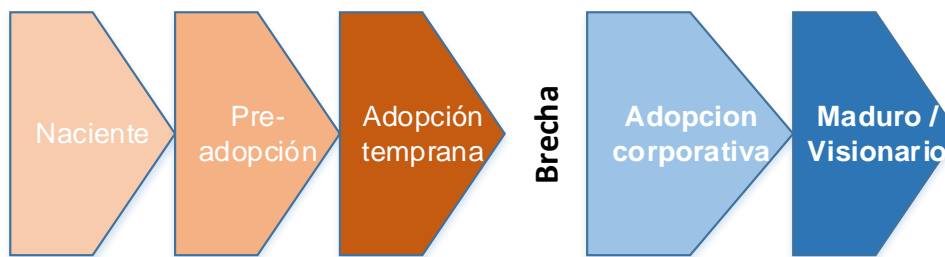 Naciente
Pre-
adopción
Adopción
temprana
Brecha
Adopcion
corporativa
Maduro /
Visionario